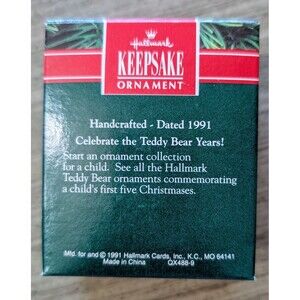 Hallmark
KEEPSAKE
ORNAMENT
Handcrafted - Dated 1991
Celebrate the Teddy Bear Years!
Start an ornament collection
for a child. See all the Hallmark
Teddy Bear ornaments commemorating
a child's first five Christmases.
Mfd. for and © 1991 Hallmark Cards, Inc., K.C., MO 64141
Made in China QX488-9